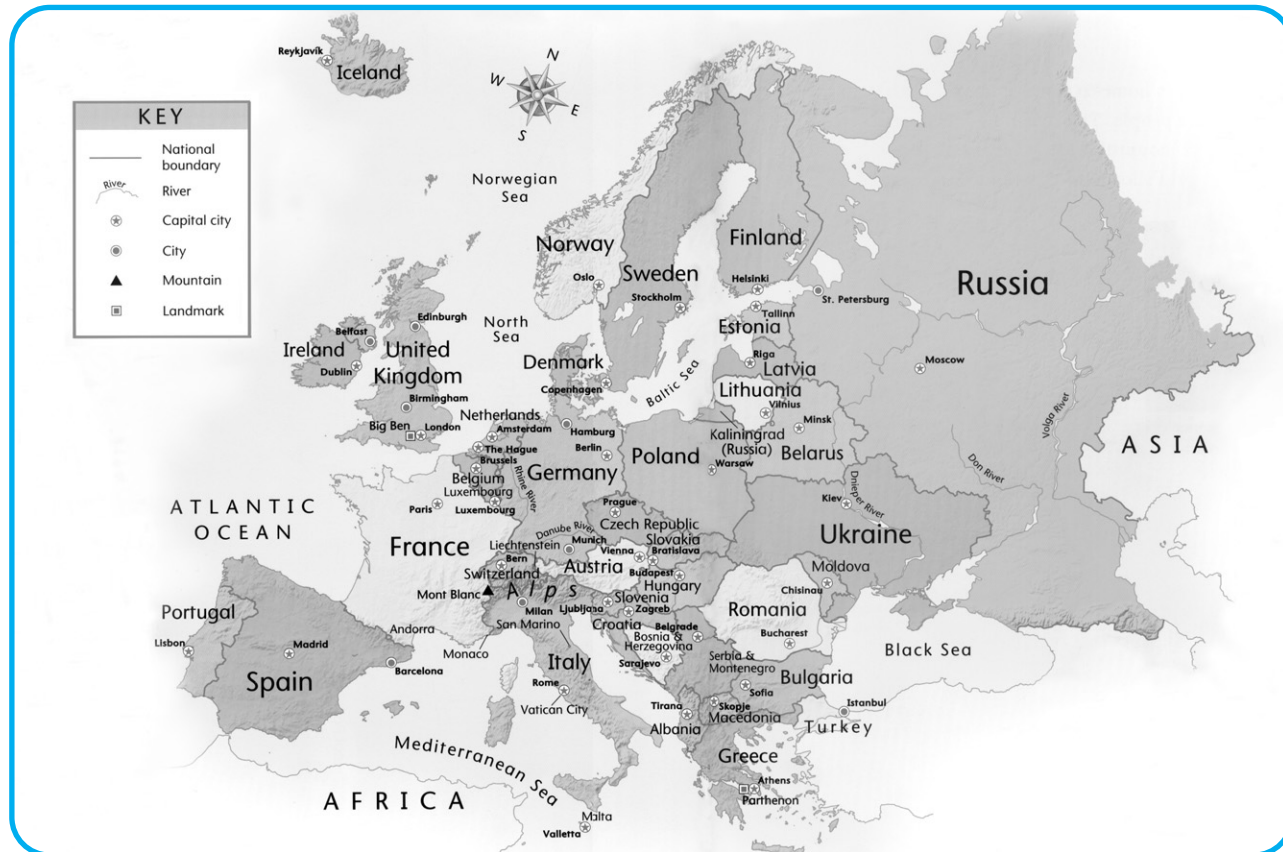 Reykjavík
Iceland
N
W
E
S
KEY
National
boundary
River
River
Capital city
City
Mountain
Landmark
Norwegian
Sea
Norway
Oslo
Sweden
Stockholm
Finland
Helsinki
St. Petersburg
Russia
Tallinn
Estonia
Riga
Latvia
Moscow
Edinburgh
Belfast
Ireland
Dublin
United
Kingdom
Birmingham
Big Ben
London
North
Sea
Denmark
Copenhagen
Baltic Sea
Lithuania
Vilnius
Kaliningrad
(Russia)
Minsk
Belarus
Volga River
Don River
ASIA
Netherlands
Amsterdam
The Hague
Brussels
Belgium
Luxembourg
Luxembourg
Hamburg
Berlin
Germany
Rhine River
Poland
Warsaw
Kiev
Dnieper River
Ukraine
ATLANTIC
OCEAN
Paris
France
Prague
Czech Republic
Slovakia
Danube River
Liechtenstein
Munich
Vienna
Bratislava
Austria
Budapest
Hungary
Bern
Switzerland
Mont Blanc
Alps
Milan
San Marino
Ljubljana
Slovenia
Zagreb
Croatia
Moldova
Chisinau
Romania
Bucharest
Belgrade
Bosnia &
Herzegovina
Sarajevo
Serbia &
Montenegro
Black Sea
Portugal
Lisbon
Madrid
Spain
Andorra
Barcelona
Monaco
Italy
Rome
Vatican City
Bulgaria
Sofia
Skopje
Macedonia
Tirana
Albania
Istanbul
Turkey
Greece
Athens
Parthenon
Mediterranean Sea
AFRICA
Malta
Valletta